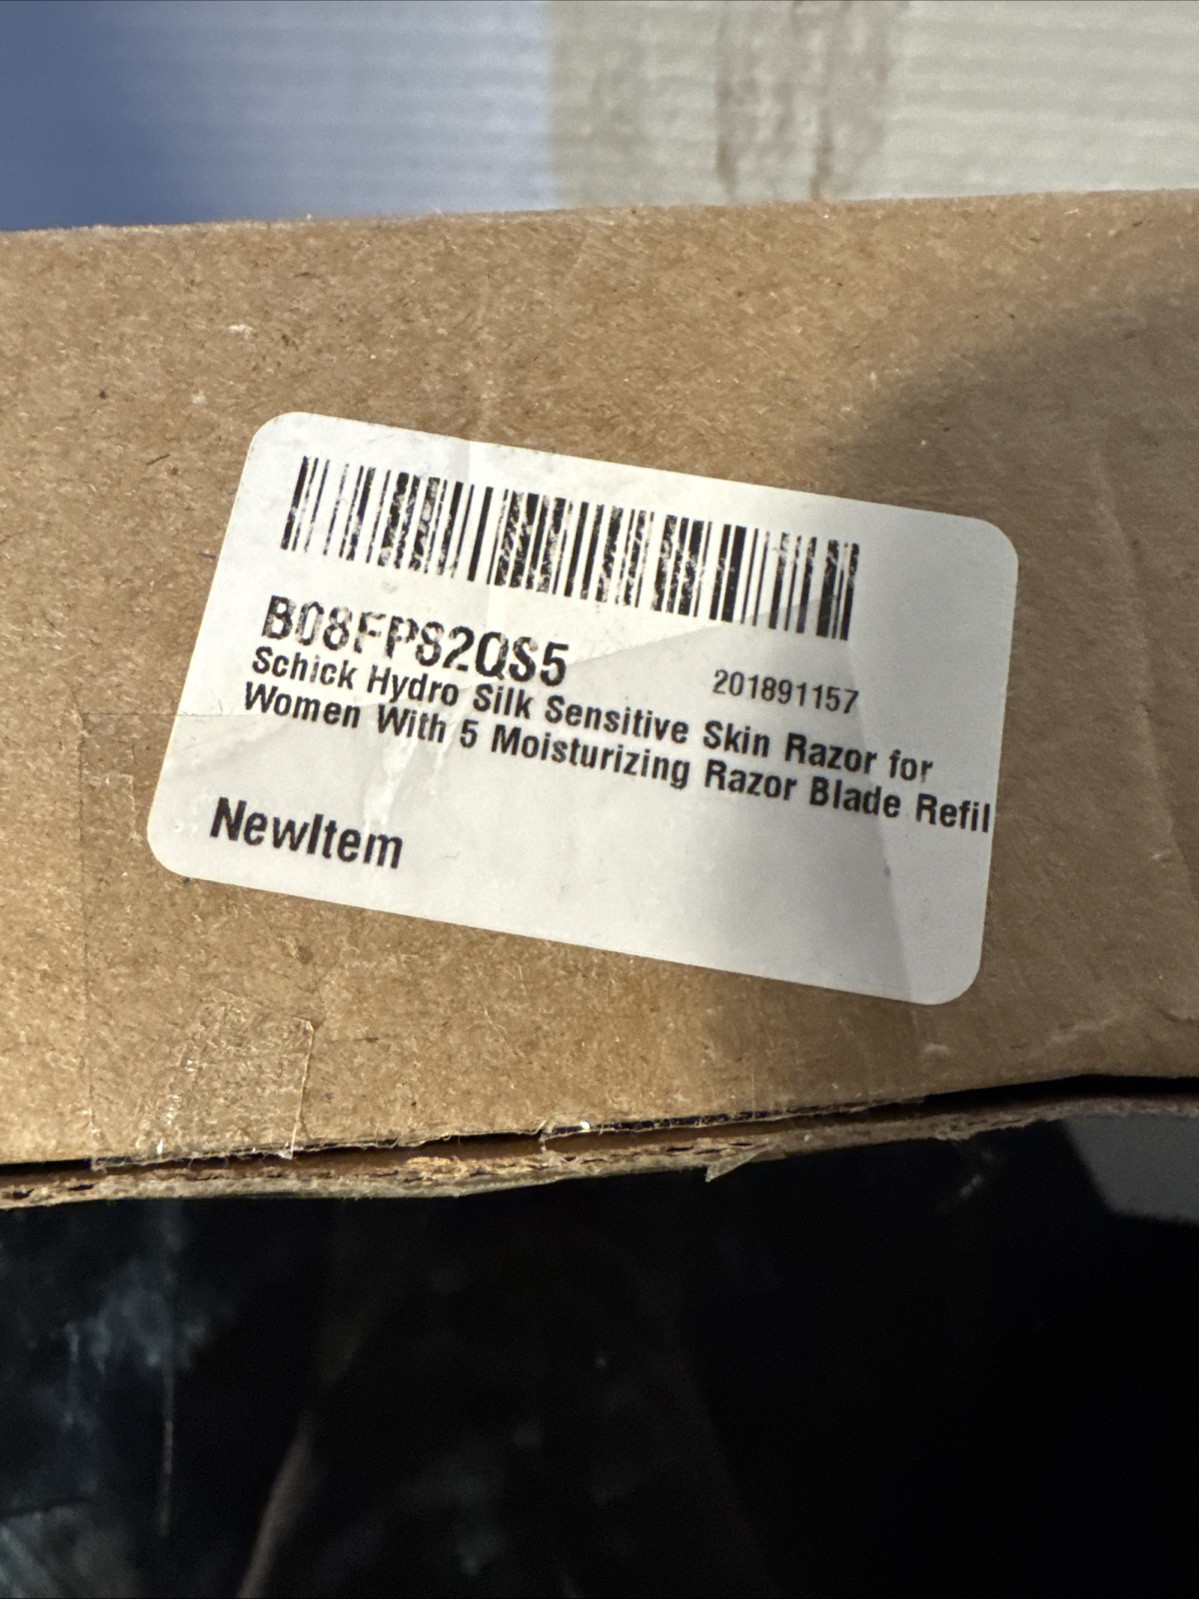 B08FPS2QS5
201891157
Schick Hydro Silk Sensitive Skin Razor for
Women With 5 Moisturizing Razor Blade Refil
NewItem